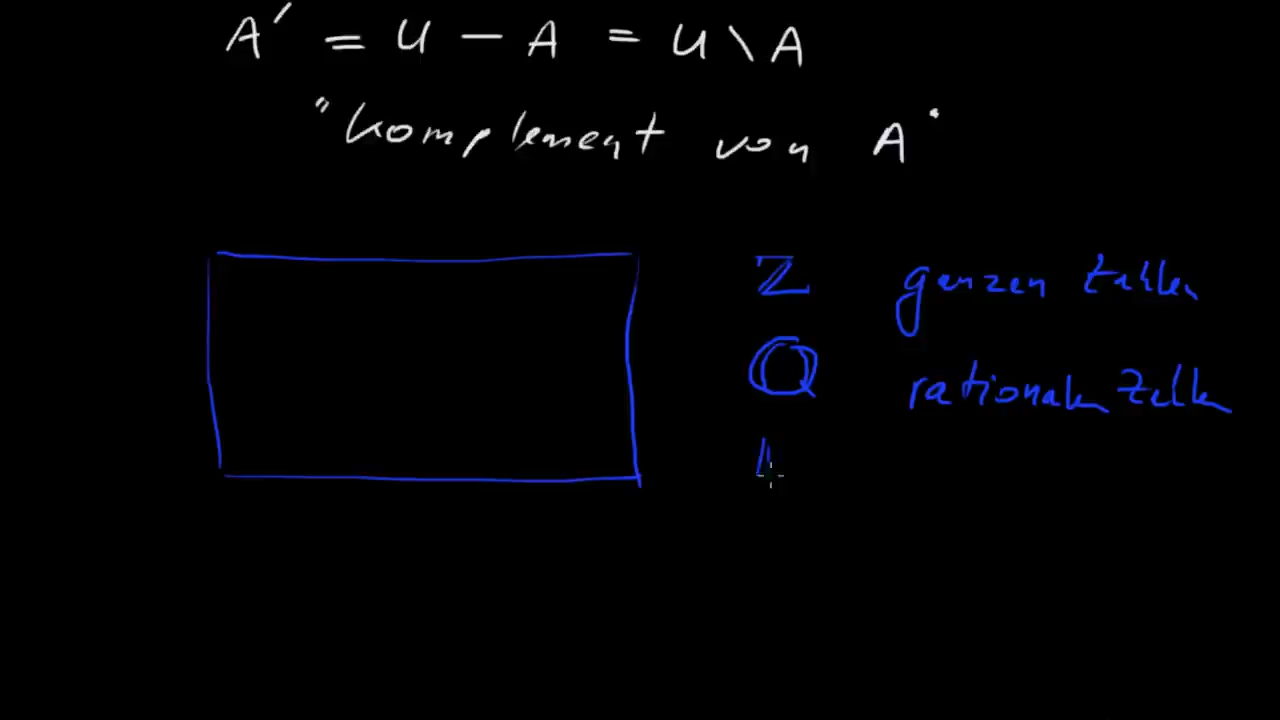 A' = U - A = U \ A
"Komplement von A"
ℤ ganzen Zahlen
ℚ rationalen Zahlen